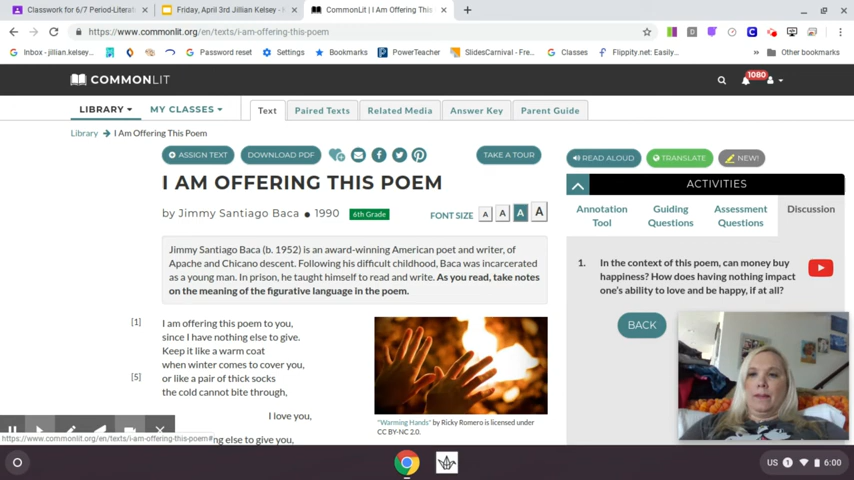 Classwork for 6/7 Period-Literat
Friday, April 3rd Jillian Kelsey -
CommonLit | I Am Offering This
https://www.commonlit.org/en/texts/i-am-offering-this-poem
Inbox - jillian.kelsey...
Password reset
Settings
Bookmarks
PowerTeacher
SlidesCarnival - Fre...
Classes
Flippity.net: Easily...
Other bookmarks
COMMONLIT
1080
LIBRARY
MY CLASSES
Text
Paired Texts
Related Media
Answer Key
Parent Guide
Library → I Am Offering This Poem
ASSIGN TEXT
DOWNLOAD PDF
TAKE A TOUR
READ ALOUD
TRANSLATE
NEW!
I AM OFFERING THIS POEM
by Jimmy Santiago Baca ● 1990 6th Grade
FONT SIZE A A A A
ACTIVITIES
Annotation Tool
Guiding Questions
Assessment Questions
Discussion
Jimmy Santiago Baca (b. 1952) is an award-winning American poet and writer, of
Apache and Chicano descent. Following his difficult childhood, Baca was incarcerated
as a young man. In prison, he taught himself to read and write. As you read, take notes
on the meaning of the figurative language in the poem.
1. In the context of this poem, can money buy
happiness? How does having nothing impact
one's ability to love and be happy, if at all?
BACK
[1] I am offering this poem to you,
since I have nothing else to give.
Keep it like a warm coat
when winter comes to cover you,
[5] or like a pair of thick socks
the cold cannot bite through,
I love you,
ng else to give you,
"Warming Hands" by Ricky Romero is licensed under
CC BY-NC 2.0.
https://www.commonlit.org/en/texts/i-am-offering-this-poem#
US 1 6:00